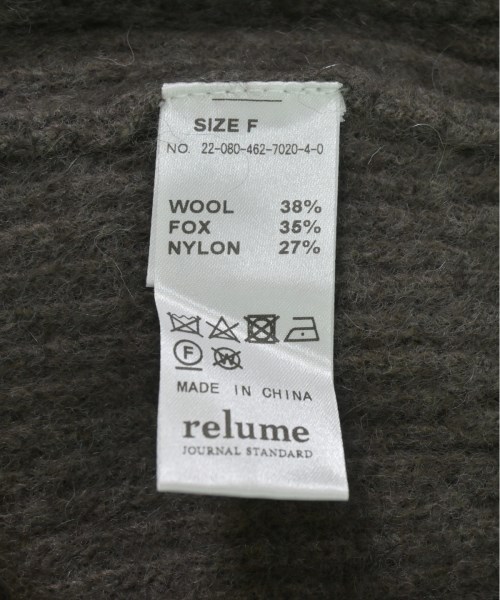 SIZE F
NO. 22-080-462-7020-4-0
WOOL 38%
FOX 35%
NYLON 27%
F W
MADE IN CHINA
relume
JOURNAL STANDARD